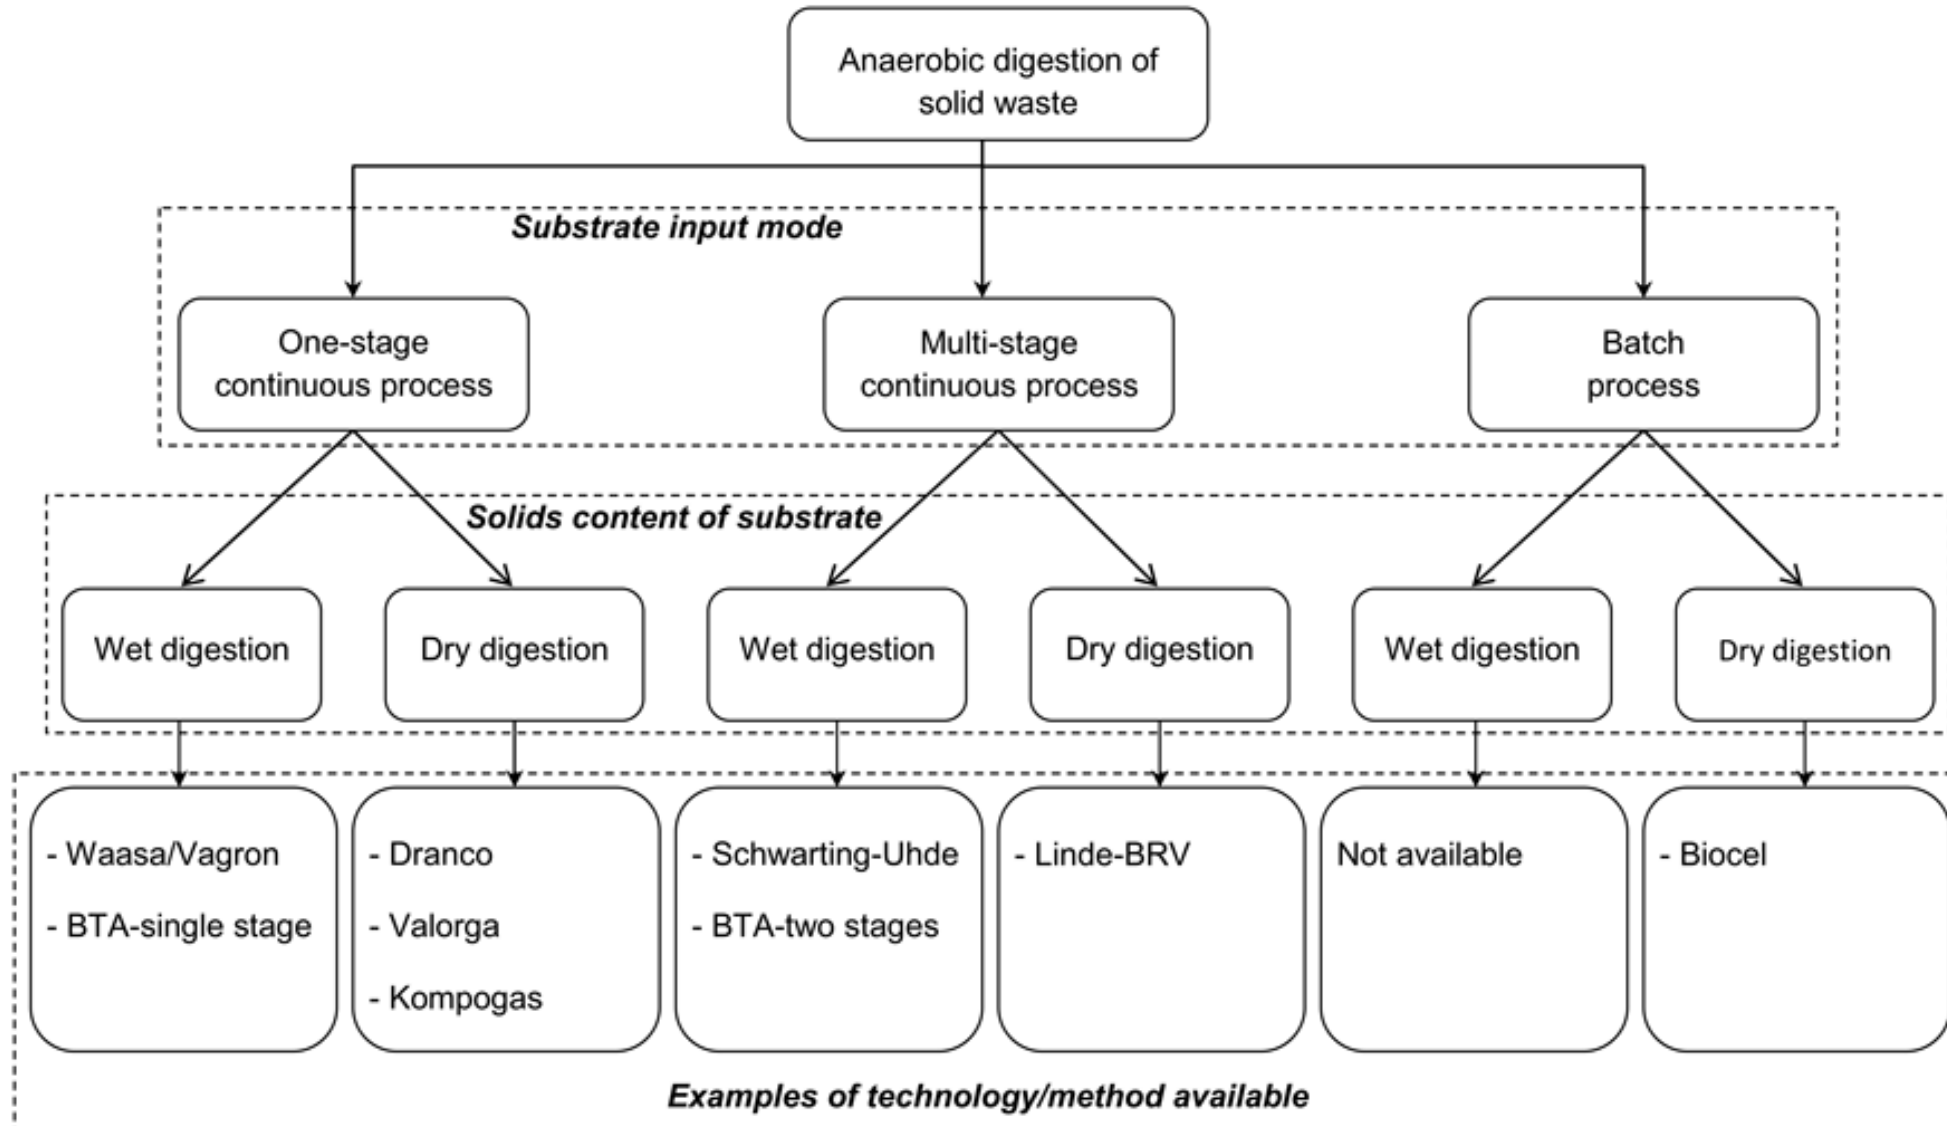 Anaerobic digestion of
solid waste
Substrate input mode
One-stage
continuous process
Multi-stage
continuous process
Batch
process
Solids content of substrate
Wet digestion
Dry digestion
Wet digestion
Dry digestion
Wet digestion
Dry digestion
- Waasa/Vagron
- BTA-single stage
- Dranco
- Valorga
- Kompogas
- Schwarting-Uhde
- BTA-two stages
- Linde-BRV
Not available
- Biocel
Examples of technology/method available